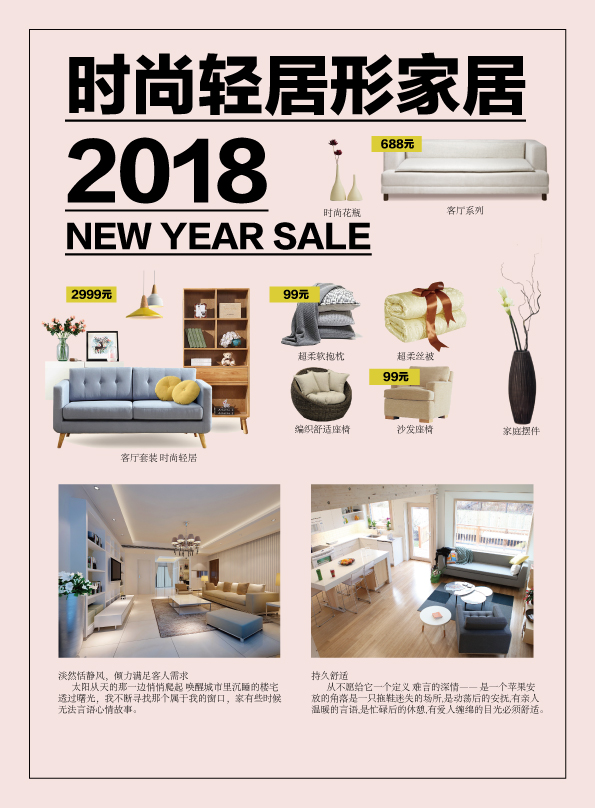 时尚轻居形家居
2018
NEW YEAR SALE
688元
时尚花瓶
客厅系列
2999元
99元
超柔软抱枕
超柔丝被
99元
编织舒适座椅
沙发座椅
家庭摆件
客厅套装 时尚轻居
淡然恬静风，倾力满足客人需求
太阳从天的那一边悄悄爬起 唤醒城市里沉睡的楼宅
透过曙光，我不断寻找那个属于我的窗口，家有些时候
无法言语心情故事。
持久舒适
从不愿给它一个定义 难言的深情—— 是一个苹果安
放的角落是一只拖鞋迷失的场所,是动荡后的安抚,有亲人
温暖的言语,是忙碌后的休憩,有爱人缠绵的目光必须舒适。